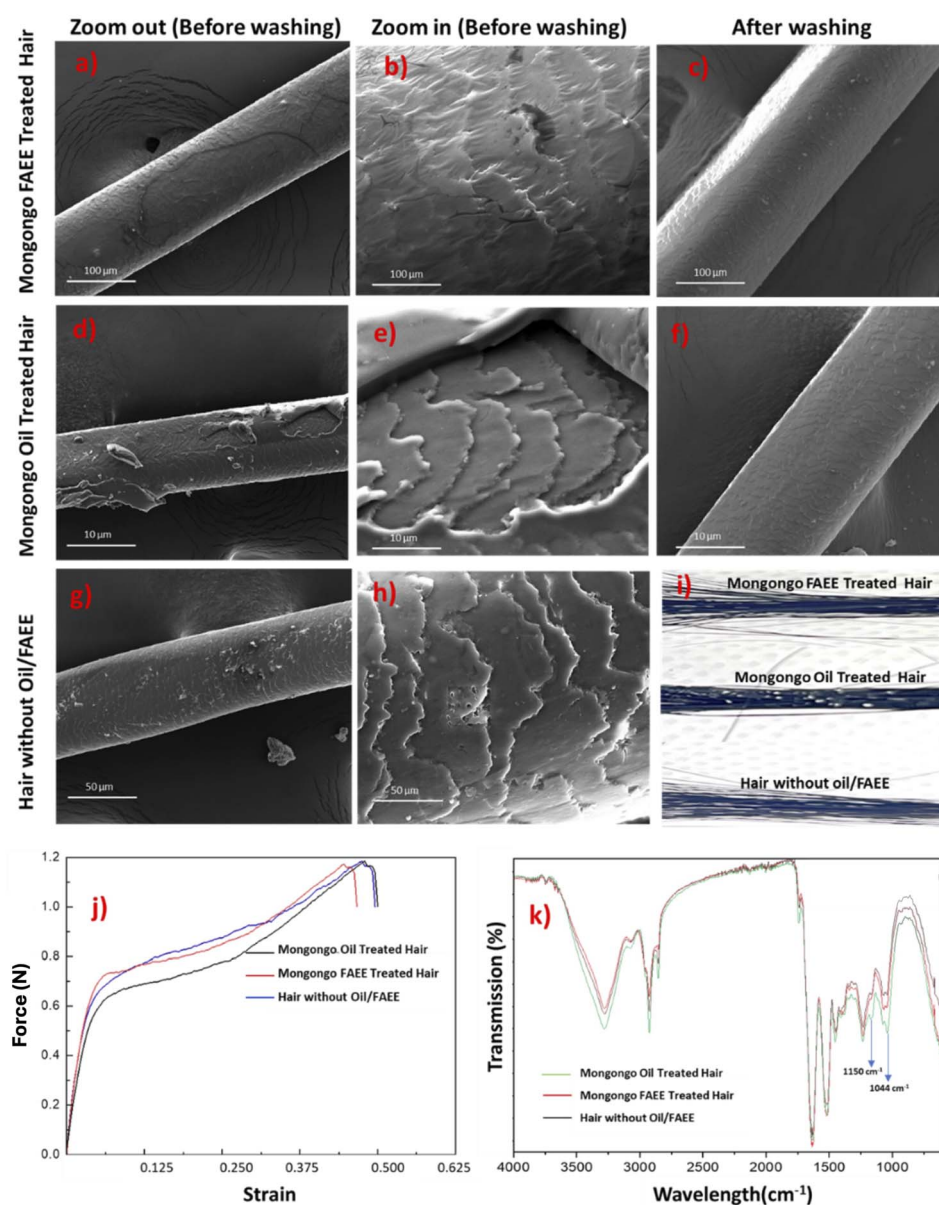 Zoom out (Before washing)
Zoom in (Before washing)
After washing
Mongongo FAEE Treated Hair
a)
100 µm
b)
100 µm
c)
100 µm
Mongongo Oil Treated Hair
d)
10 µm
e)
10 µm
f)
10 µm
Hair without Oil/FAEE
g)
50 µm
h)
50 µm
i)
Mongongo FAEE Treated Hair
Mongongo Oil Treated Hair
Hair without oil/FAEE
j)
Force (N)
1.2
1.0
0.8
0.6
0.4
0.2
0.0
0.125
0.250
0.375
0.500
0.625
Strain
Mongongo Oil Treated Hair
Mongongo FAEE Treated Hair
Hair without Oil/FAEE
k)
Transmission (%)
1150 cm-1
1044 cm-1
Mongongo Oil Treated Hair
Mongongo FAEE Treated Hair
Hair without Oil/FAEE
4000
3500
3000
2500
2000
1500
1000
Wavelength(cm-1)